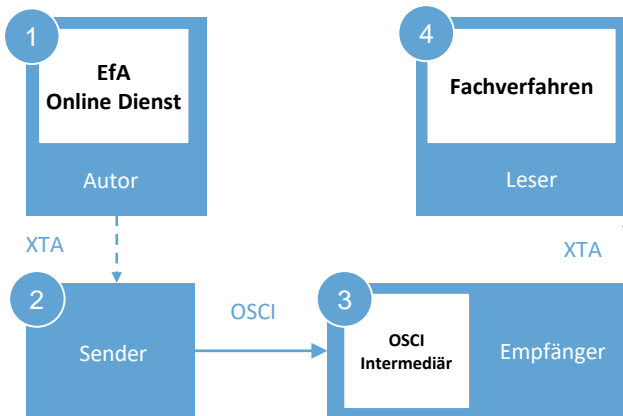 1
EfA
Online Dienst
Autor
4
Fachverfahren
Leser
XTA
XTA
2
Sender
OSCI
3
OSCI
Intermediär
Empfänger